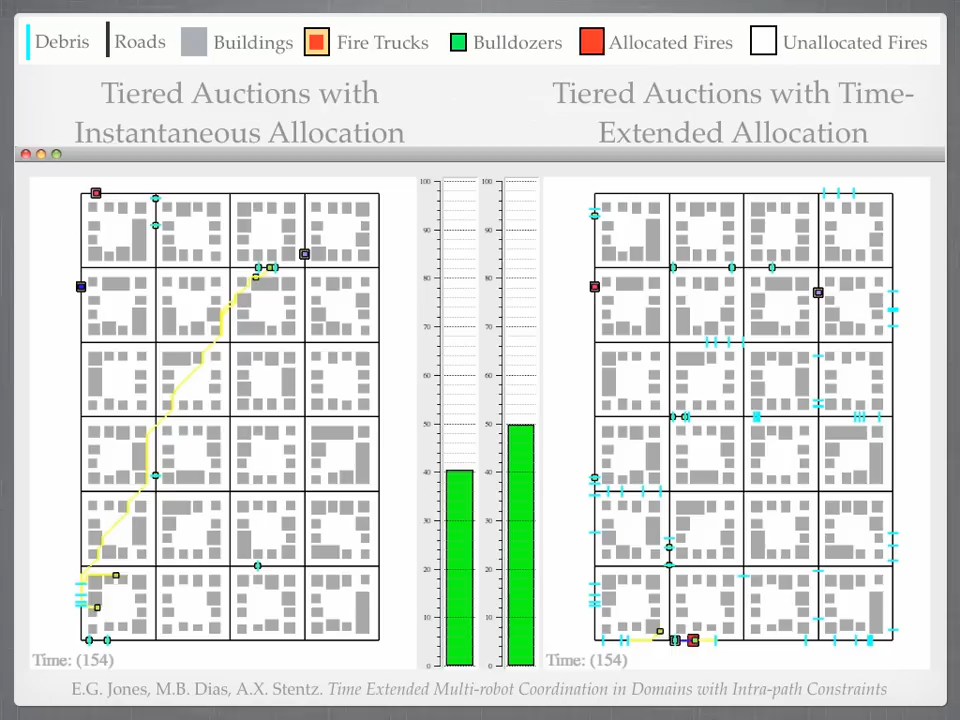 Debris Roads Buildings Fire Trucks Bulldozers Allocated Fires Unallocated Fires
Tiered Auctions with
Instantaneous Allocation
Tiered Auctions with Time-
Extended Allocation
100 100
90 90
80 80
70 70
60 60
50 50
40 40
30 30
20 20
10 10
0 0
Time: (154) Time: (154)
E.G. Jones, M.B. Dias, A.X. Stentz. Time Extended Multi-robot Coordination in Domains with Intra-path Constraints